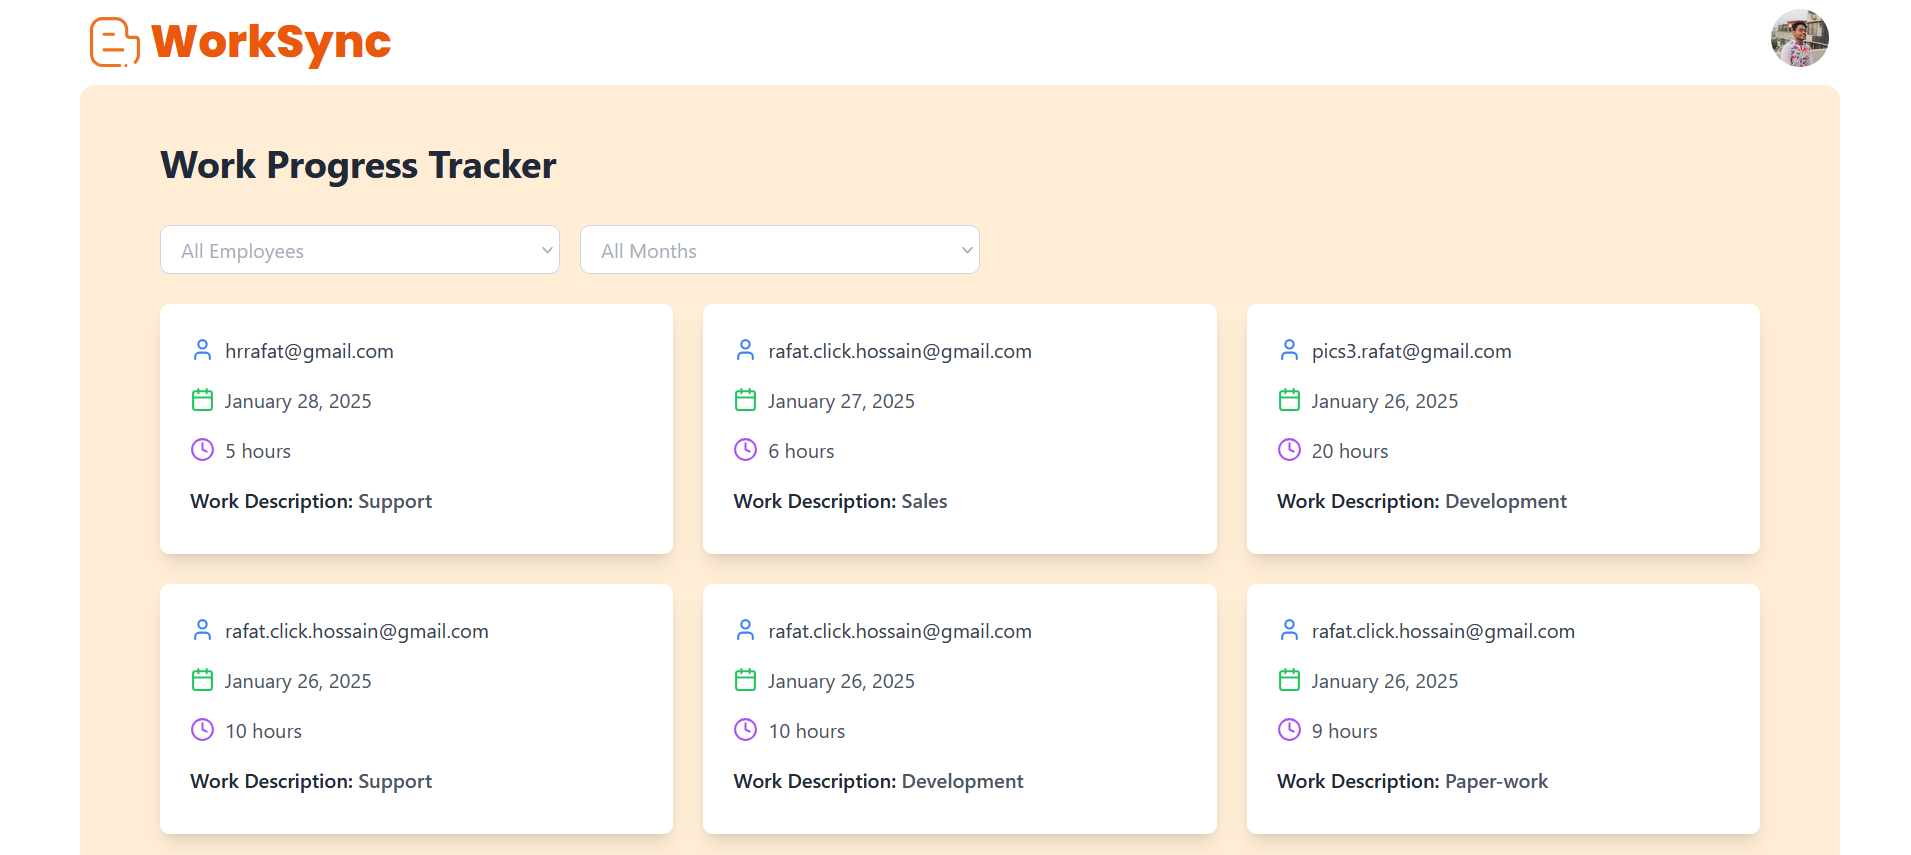 WorkSync
Work Progress Tracker
All Employees
All Months
hrrafat@gmail.com
January 28, 2025
5 hours
Work Description: Support
rafat.click.hossain@gmail.com
January 27, 2025
6 hours
Work Description: Sales
pics3.rafat@gmail.com
January 26, 2025
20 hours
Work Description: Development
rafat.click.hossain@gmail.com
January 26, 2025
10 hours
Work Description: Support
rafat.click.hossain@gmail.com
January 26, 2025
10 hours
Work Description: Development
rafat.click.hossain@gmail.com
January 26, 2025
9 hours
Work Description: Paper-work